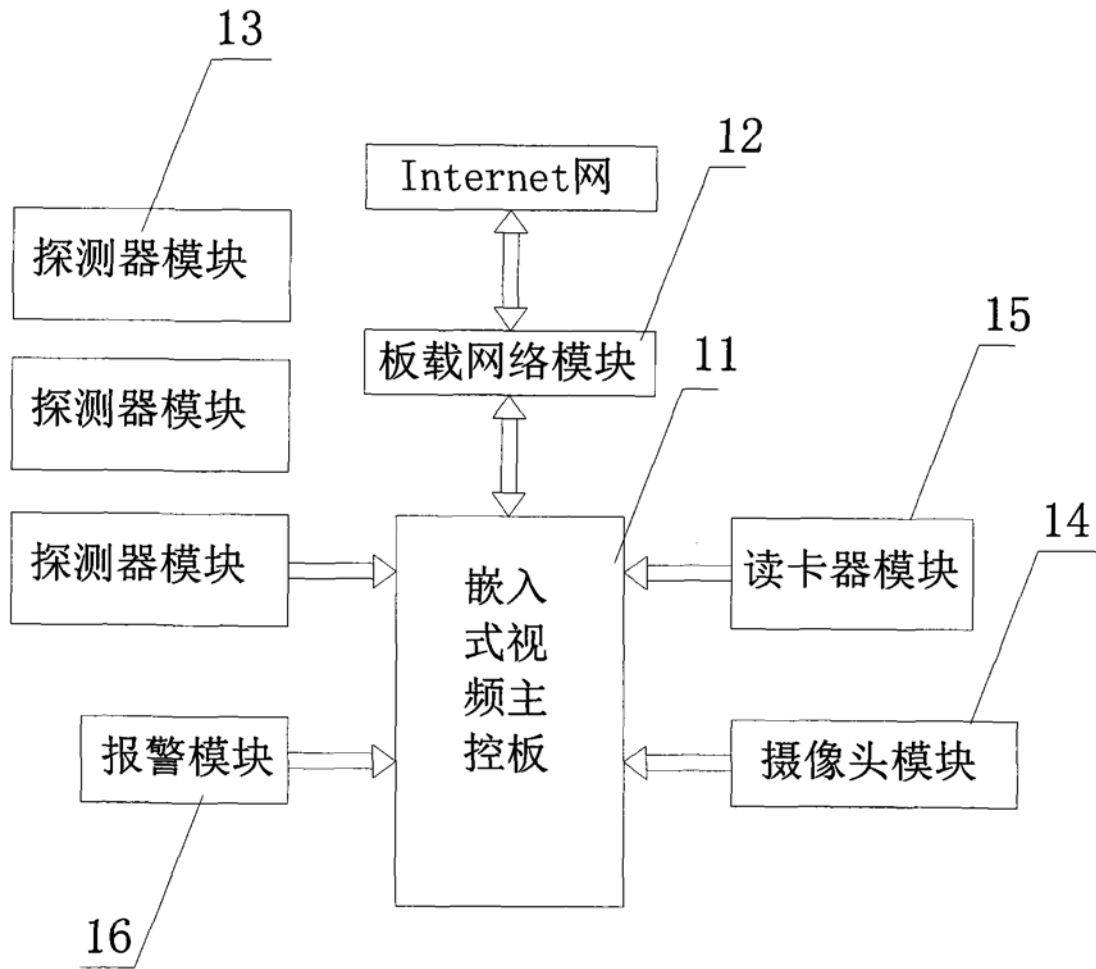 13
12
Internet网
探测器模块
15
板载网络模块
11
探测器模块
14
探测器模块
读卡器模块
嵌入
式视
频主
控板
报警模块
摄像头模块
16